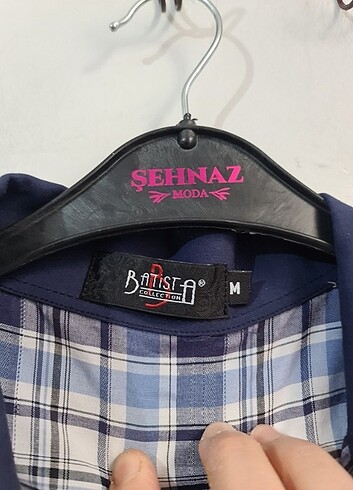 ŞEHNAZ
MODA
BATISTA®
COLLECTION
M